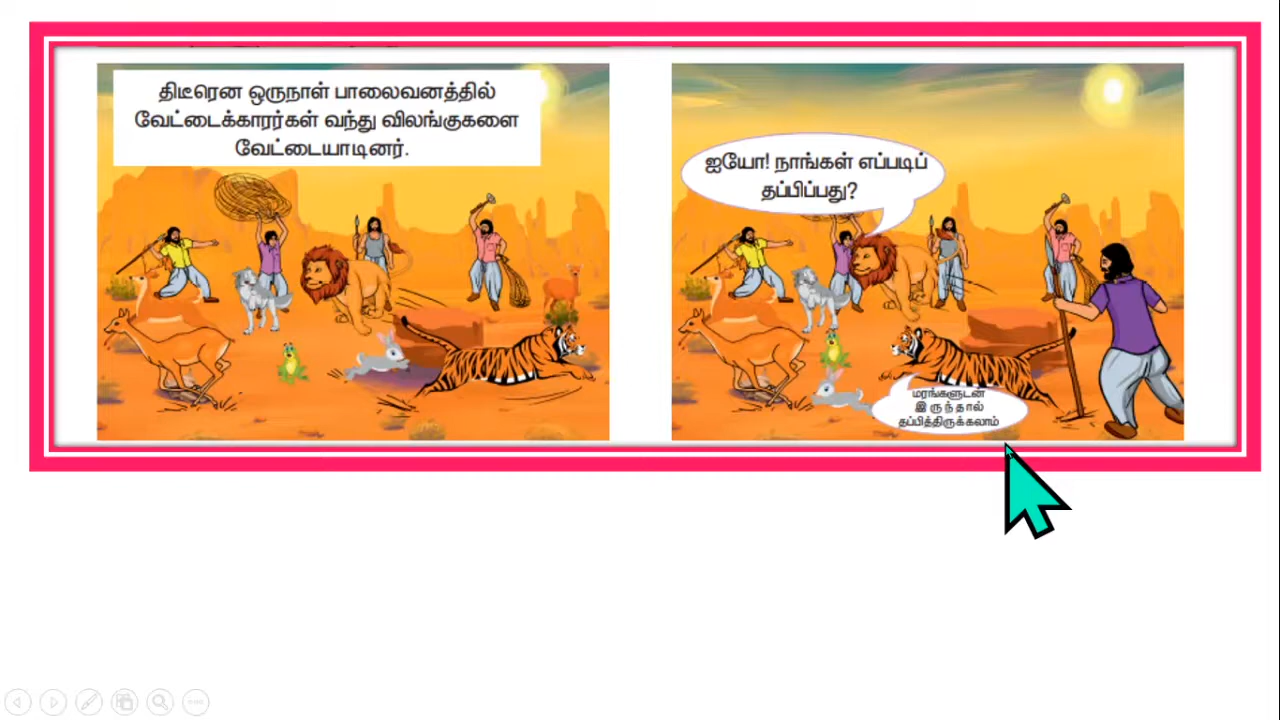 திடீரென ஒருநாள் பாலைவனத்தில்
வேட்டைக்காரர்கள் வந்து விலங்குகளை
வேட்டையாடினர்.
ஐயோ! நாங்கள் எப்படிப்
தப்பிப்பது?
மரங்களுடன்
இருந்தால்
தப்பித்திருக்கலாம்